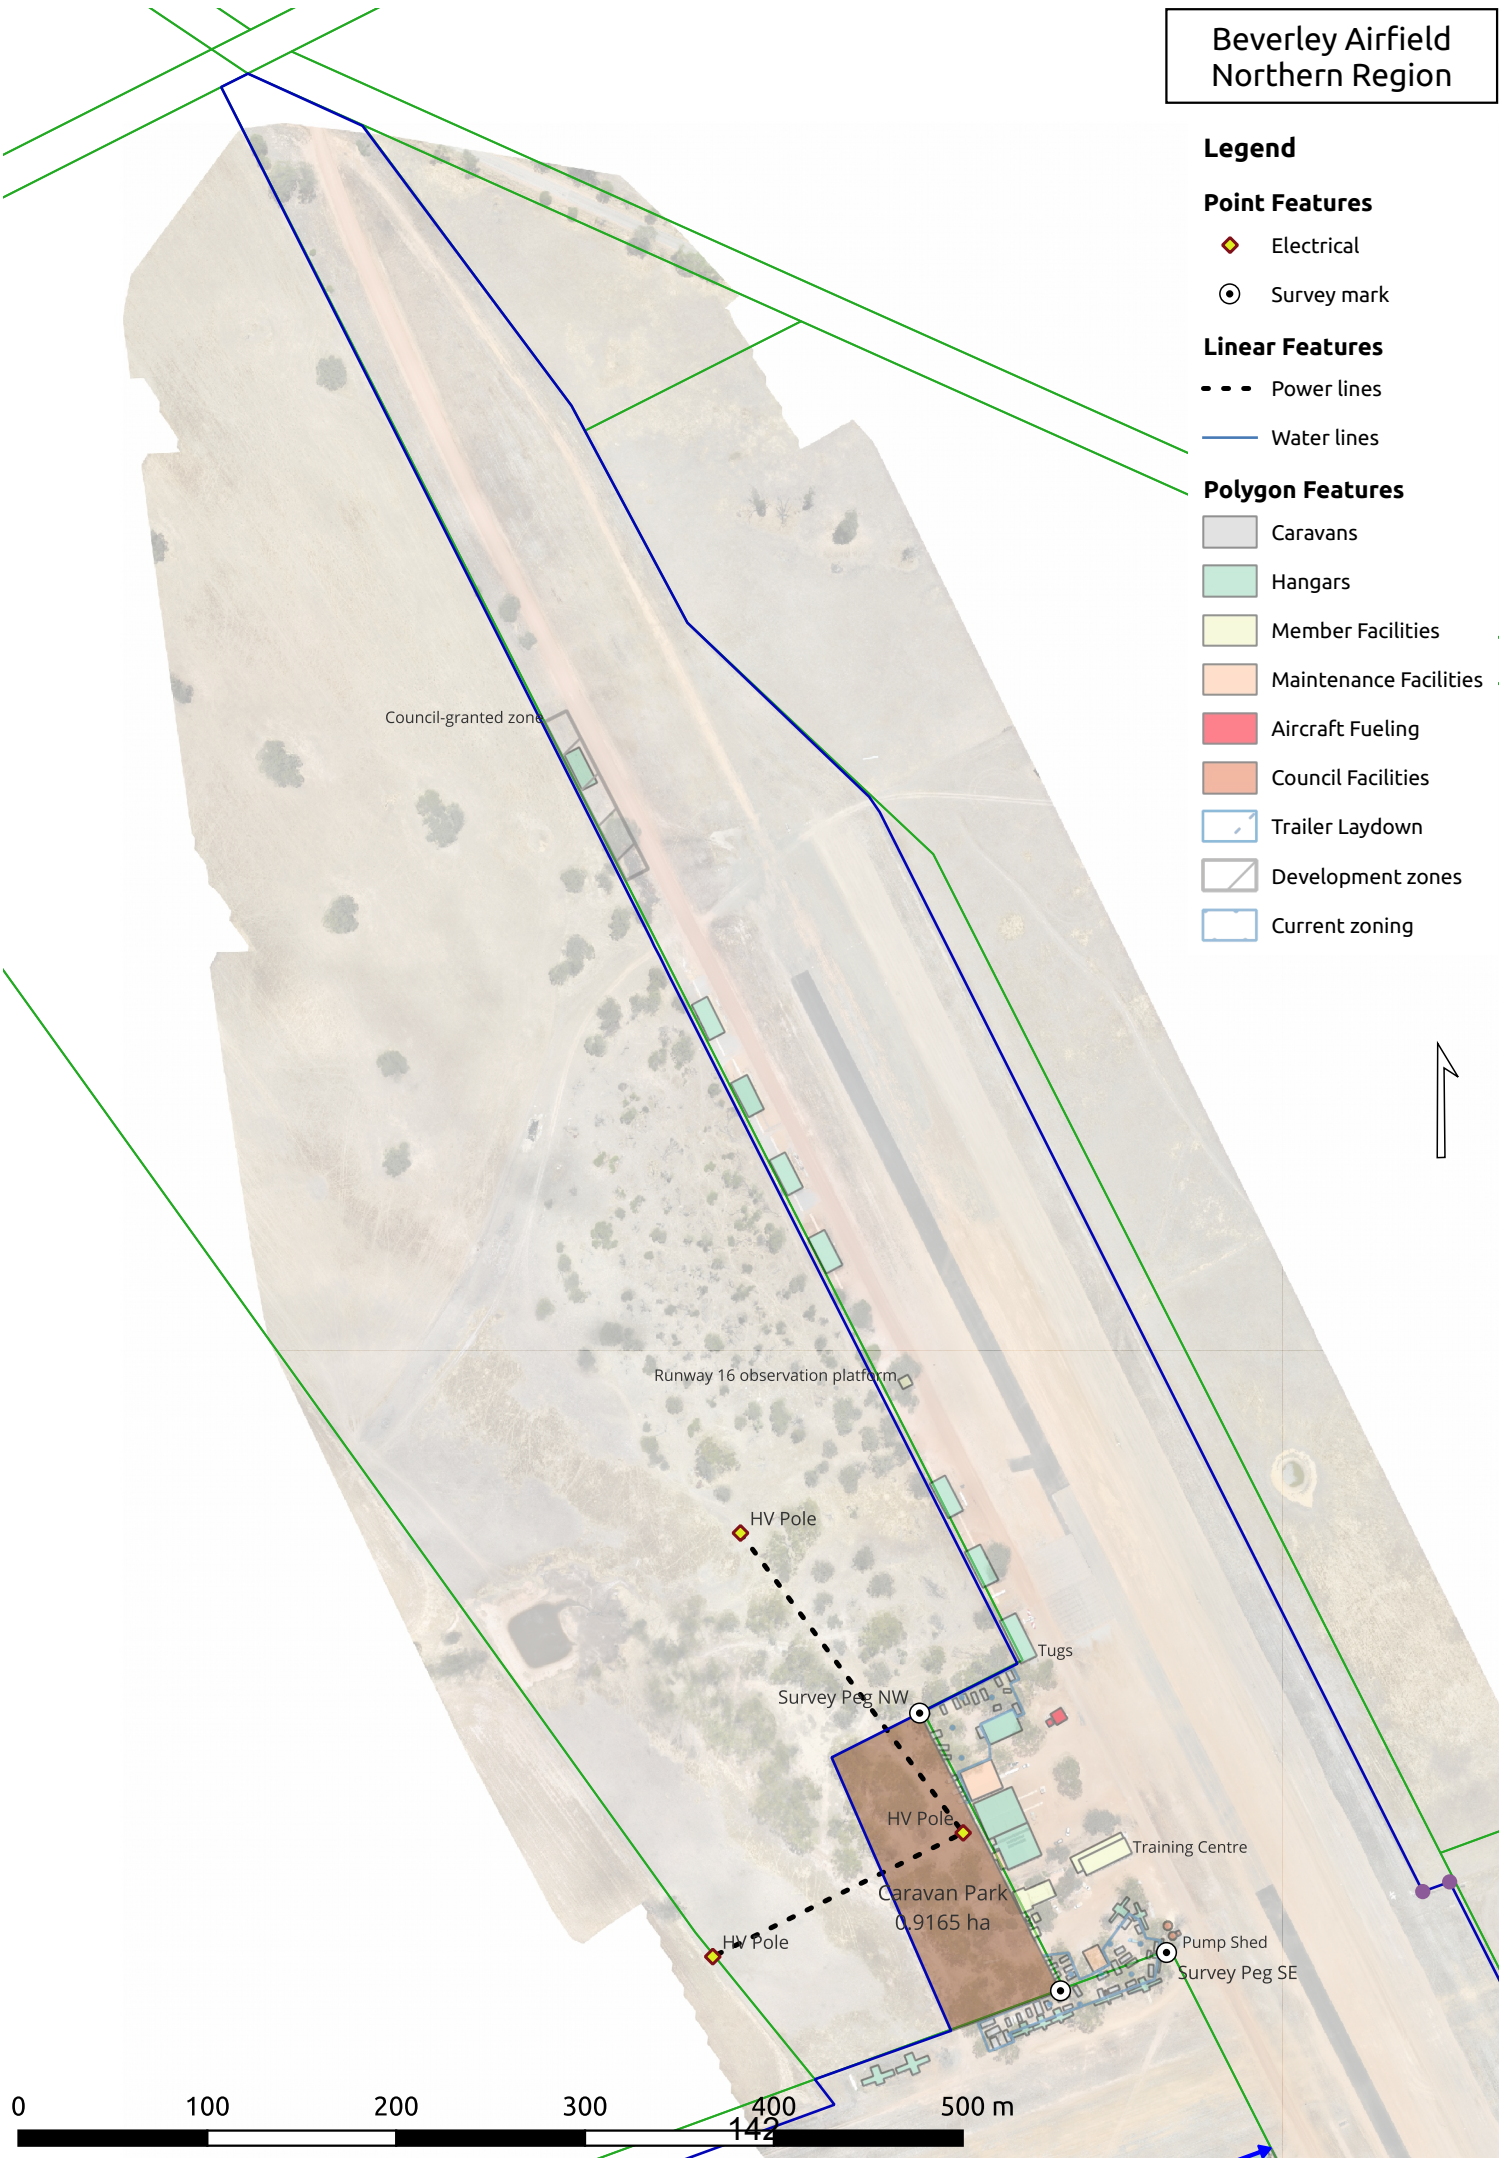 Beverley Airfield
Northern Region
Legend
Point Features
Electrical
Survey mark
Linear Features
Power lines
Water lines
Polygon Features
Caravans
Hangars
Member Facilities
Maintenance Facilities
Aircraft Fueling
Council Facilities
Trailer Laydown
Development zones
Current zoning
Council-granted zone
Runway 16 observation platform
HV Pole
Tugs
Survey Peg NW
HV Pole
Training Centre
Caravan Park
0.9165 ha
HV Pole
Pump Shed
Survey Peg SE
0 100 200 300 400 500 m
142